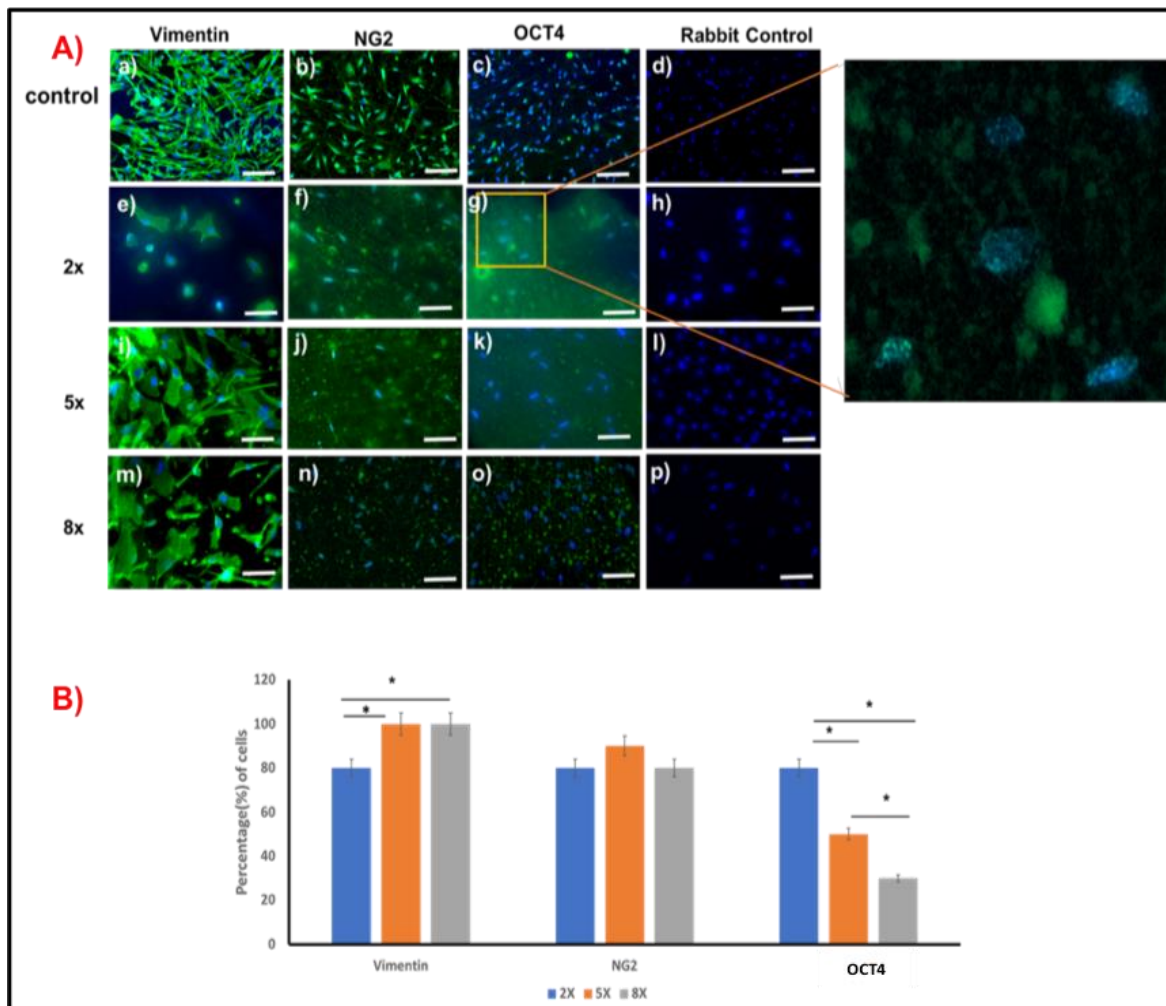 A)
Vimentin NG2 OCT4 Rabbit Control
control
a) b) c) d)
2x
e) f) g) h)
5x
i) j) k) l)
8x
m) n) o) p)
B)
Percentage(%) of cells
120
100
80
60
40
20
0
* *
* *
*
Vimentin NG2 OCT4
2X 5X 8X